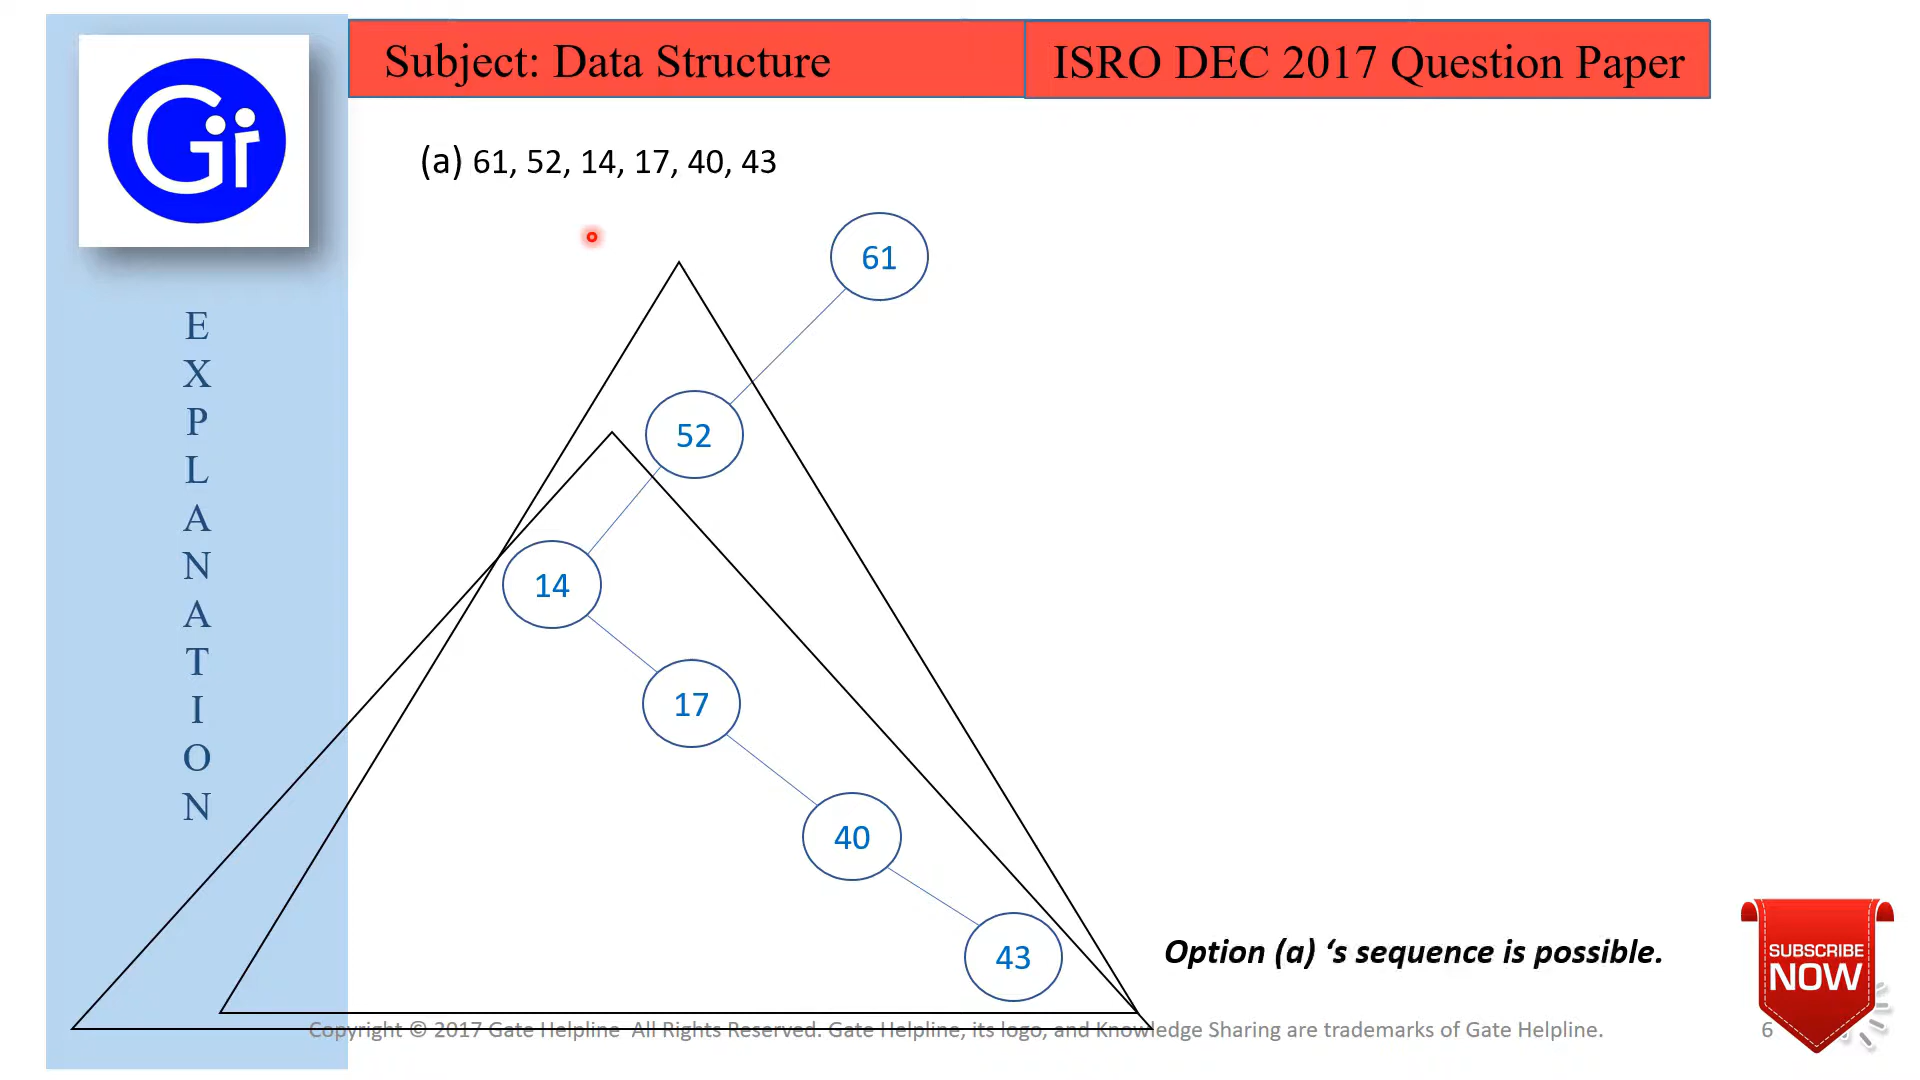 Subject: Data Structure
ISRO DEC 2017 Question Paper
Gr
(a) 61, 52, 14, 17, 40, 43
61
52
14
17
40
43
E
X
P
L
A
N
A
T
I
O
N
Option (a) ‘s sequence is possible.
SUBSCRIBE
NOW
Copyright © 2017 Gate Helpline All Rights Reserved. Gate Helpline, its logo, and Knowledge Sharing are trademarks of Gate Helpline.
6